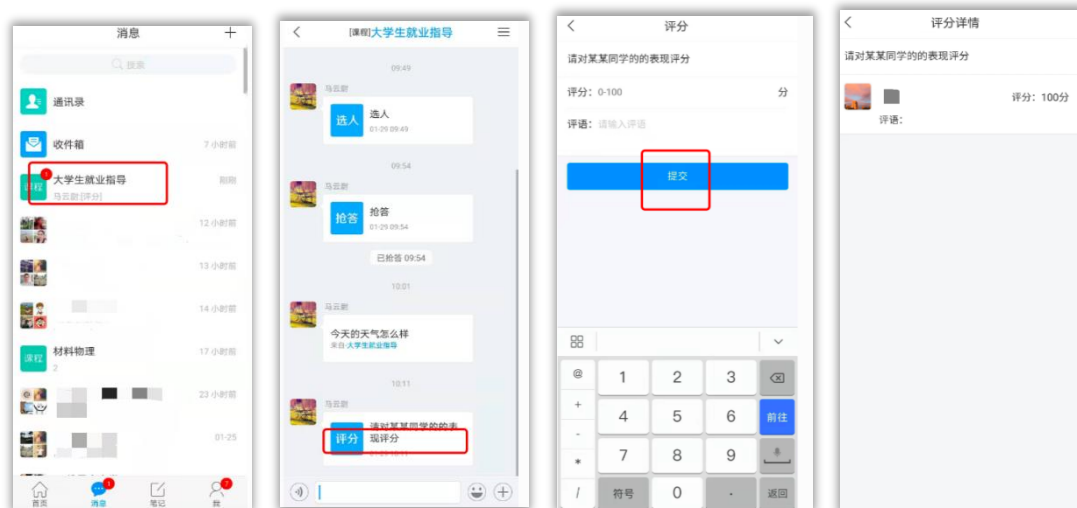 消息
搜索
通讯录
收件箱
7 小时前
1
课程
大学生就业指导
刚刚
马云尉:[评分]
12 小时前
13 小时前
14 小时前
课程
材料物理
17 小时前
2
23 小时前
01-25
首页
消息
1
笔记
我
7
[课程]大学生就业指导
09:49
马云尉
选人
选人
01-29 09:49
09:54
马云尉
抢答
抢答
01-29 09:54
已抢答 09:54
10:01
马云尉
今天的天气怎么样
来自·大学生就业指导
10:11
马云尉
评分
请对某某同学的的表
现评分
评分
请对某某同学的的表现评分
评分：0-100
分
评语：请输入评语
提交
@
1
2
3
+
4
5
6
前往
-
7
8
9
*
/
符号
0
.
返回
评分详情
请对某某同学的的表现评分
评分：100分
评语：